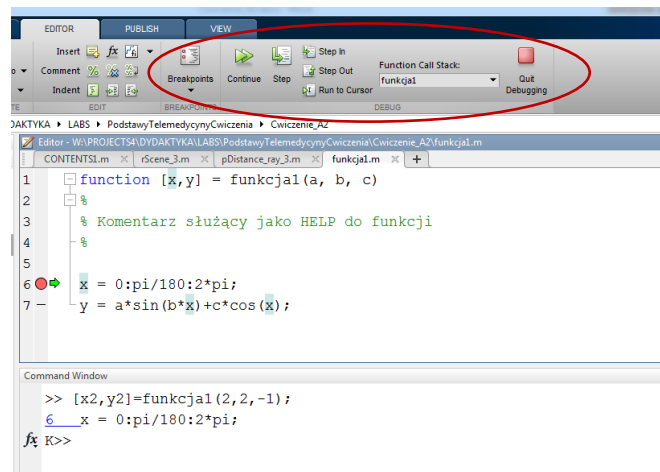 EDITOR PUBLISH VIEW
Insert fx
Comment
Indent
EDIT
Breakpoints
BREAKPOINTS
Continue Step
Step In
Step Out
Run to Cursor
Function Call Stack:
funkcja1
Quit
Debugging
DEBUG
LABS PodstawyTelemedycynyCwiczenia Cwiczenie_A2
Editor - W:\PROJECTS4\DYDAKTYKA\LABS\PodstawyTelemedycynyCwiczenia\Cwiczenie_A2\funkcja1.m
CONTENTS1.m rScene_3.m pDistance_ray_3.m funkcja1.m +
1 function [x,y] = funkcja1(a, b, c)
2 %
3 % Komentarz służący jako HELP do funkcji
4 %
5
6 x = 0:pi/180:2*pi;
7 y = a*sin(b*x)+c*cos(x);
Command Window
>> [x2,y2]=funkcja1(2,2,-1);
6 x = 0:pi/180:2*pi;
fx K>>